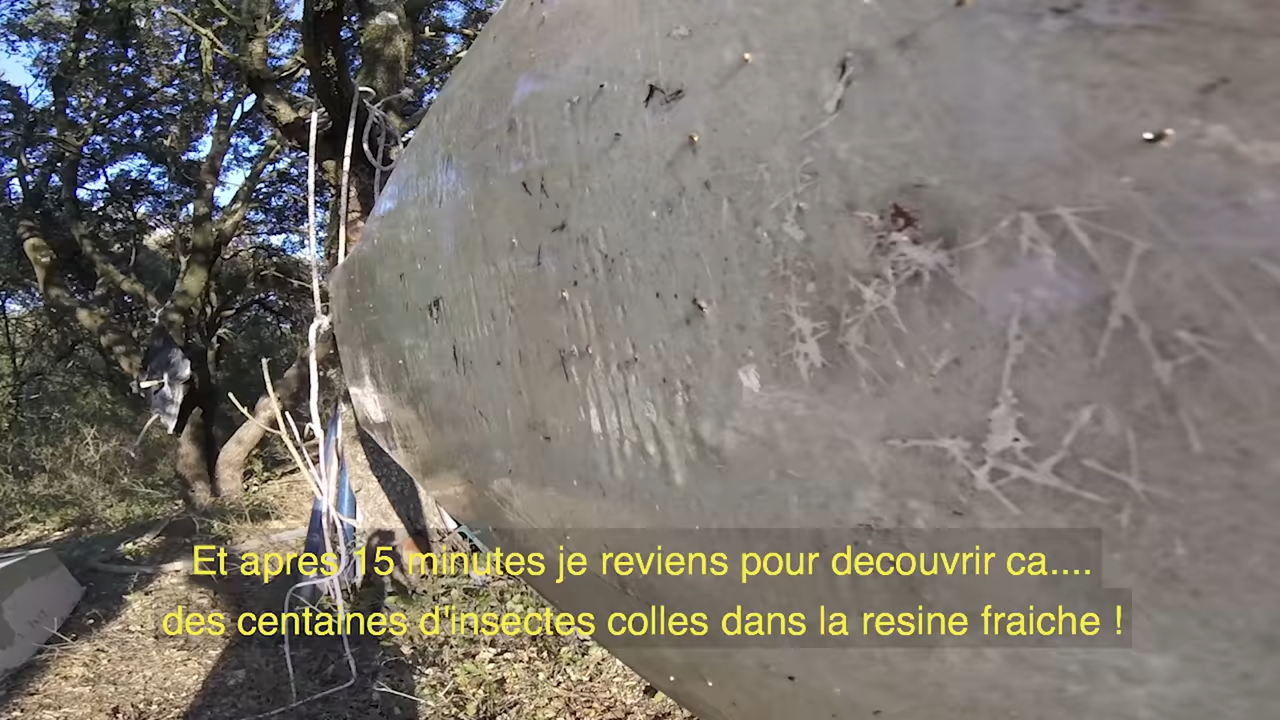 Et apres 15 minutes je reviens pour decouvrir ca....
des centaines d'insectes colles dans la resine fraiche !